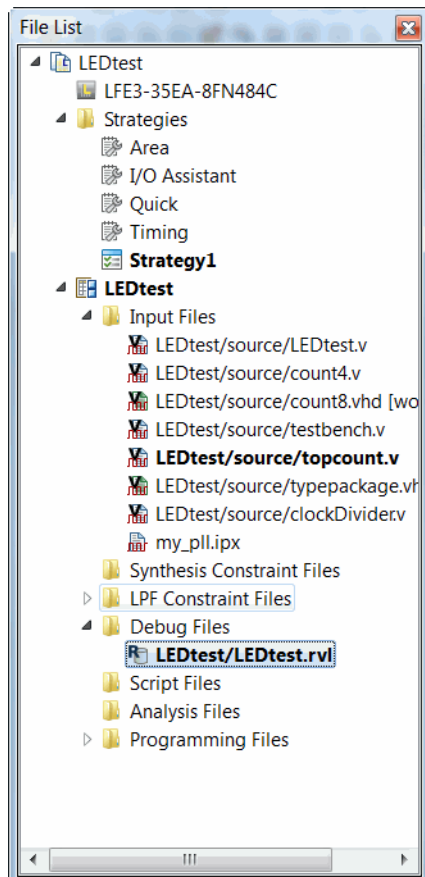 File List
LEDtest
LFE3-35EA-8FN484C
Strategies
Area
I/O Assistant
Quick
Timing
Strategy1
LEDtest
Input Files
LEDtest/source/LEDtest.v
LEDtest/source/count4.v
LEDtest/source/count8.vhd [wo
LEDtest/source/testbench.v
LEDtest/source/topcount.v
LEDtest/source/typepackage.vh
LEDtest/source/clockDivider.v
my_pll.ipx
Synthesis Constraint Files
LPF Constraint Files
Debug Files
LEDtest/LEDtest.rvl
Script Files
Analysis Files
Programming Files